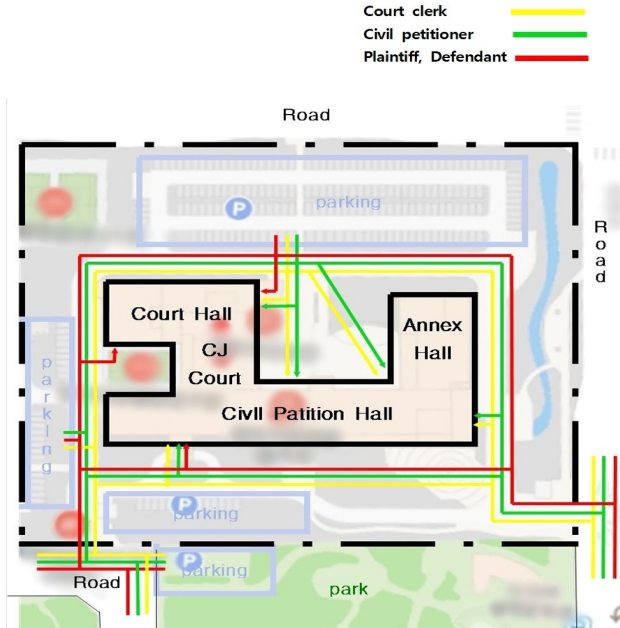 Court clerk
Civil petitioner
Plaintiff, Defendant
Road
P parking
Road
Court Hall
CJ
Court
Annex
Hall
parkIng
CivIl Patition Hall
P
parking
P
parking
Road
park